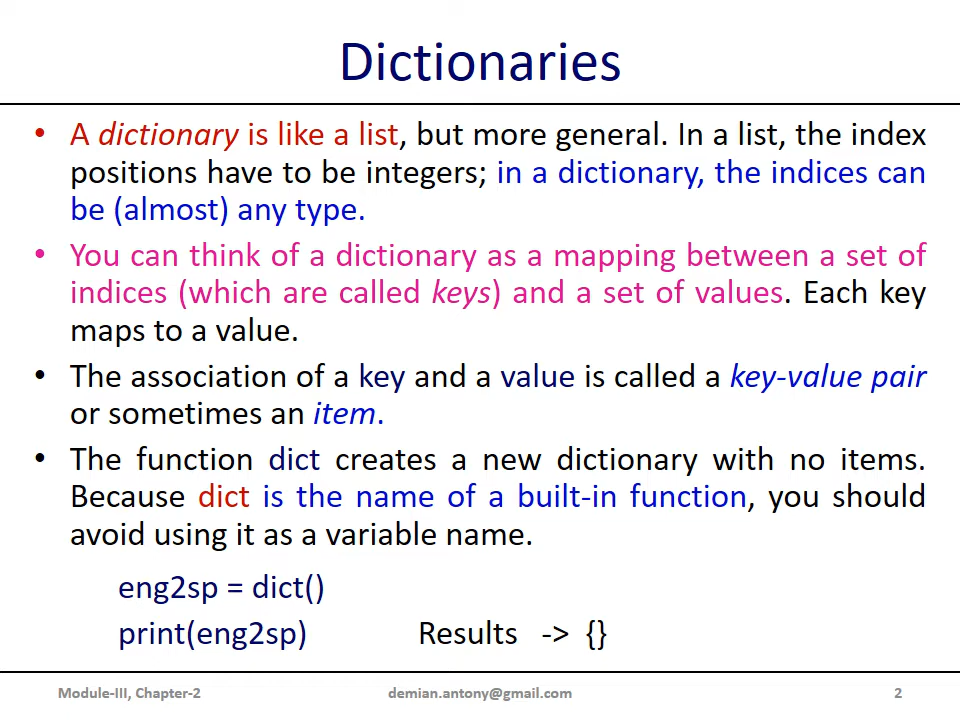 Dictionaries
• A dictionary is like a list, but more general. In a list, the index
positions have to be integers; in a dictionary, the indices can
be (almost) any type.
• You can think of a dictionary as a mapping between a set of
indices (which are called keys) and a set of values. Each key
maps to a value.
• The association of a key and a value is called a key-value pair
or sometimes an item.
• The function dict creates a new dictionary with no items.
Because dict is the name of a built-in function, you should
avoid using it as a variable name.
eng2sp = dict()
print(eng2sp) Results -> {}
Module-III, Chapter-2 demian.antony@gmail.com 2